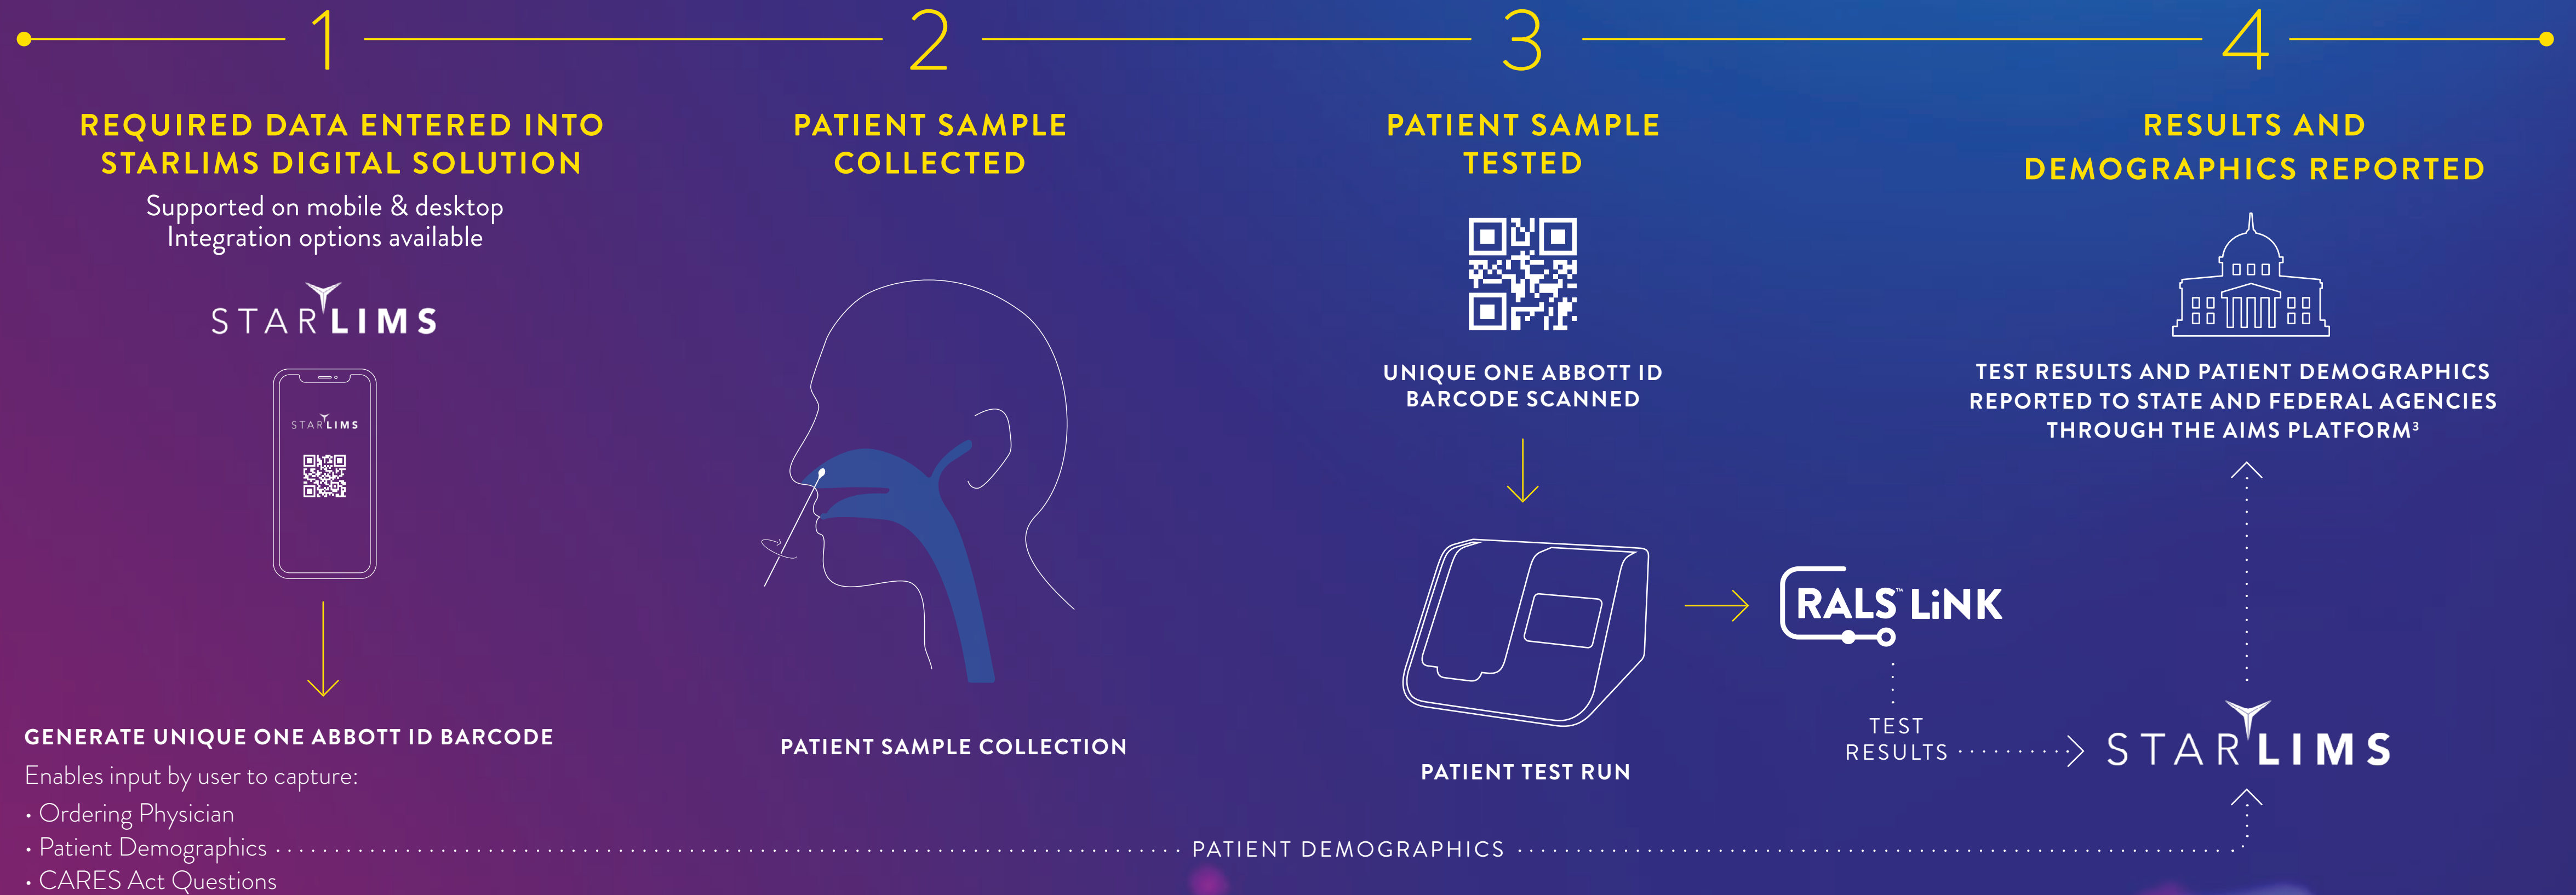 1
REQUIRED DATA ENTERED INTO
STARLIMS DIGITAL SOLUTION
Supported on mobile & desktop
Integration options available
STARLIMS
STARLIMS
GENERATE UNIQUE ONE ABBOTT ID BARCODE
Enables input by user to capture:
• Ordering Physician
• Patient Demographics
• CARES Act Questions
2
PATIENT SAMPLE
COLLECTED
PATIENT SAMPLE COLLECTION
3
PATIENT SAMPLE
TESTED
UNIQUE ONE ABBOTT ID
BARCODE SCANNED
PATIENT TEST RUN
RALS™ LiNK
TEST
RESULTS
PATIENT DEMOGRAPHICS
4
RESULTS AND
DEMOGRAPHICS REPORTED
TEST RESULTS AND PATIENT DEMOGRAPHICS
REPORTED TO STATE AND FEDERAL AGENCIES
THROUGH THE AIMS PLATFORM³
STARLIMS